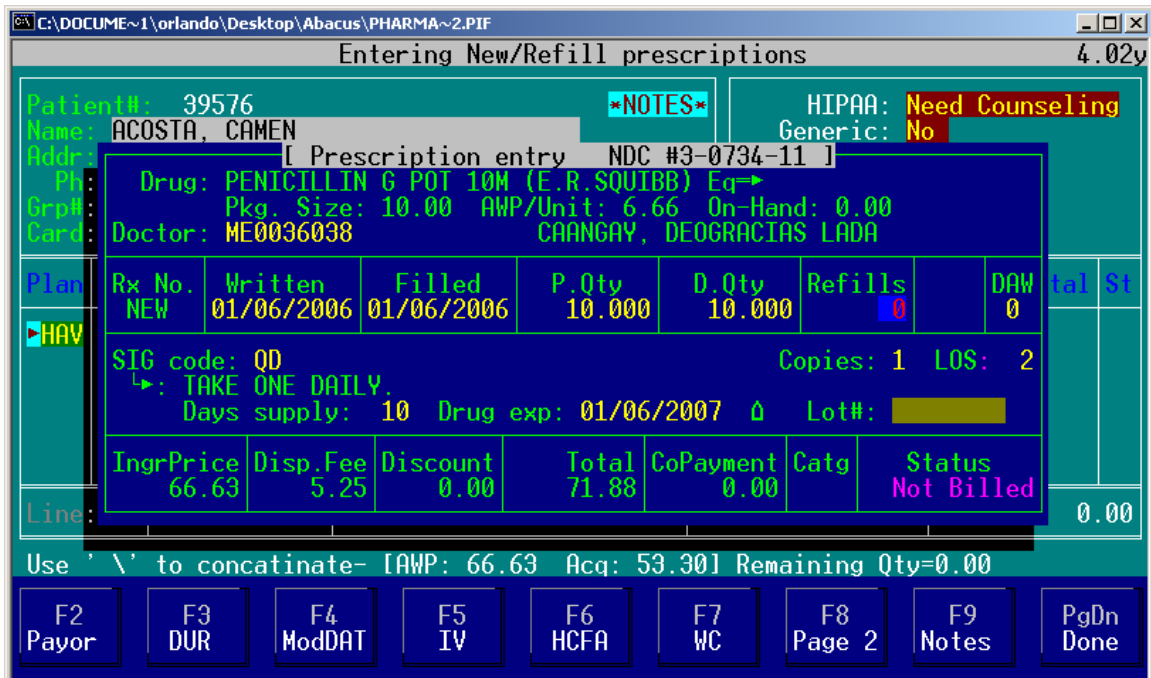 C:\DOCUME~1\orlando\Desktop\Abacus\PHARMA~2.PIF
Entering New/Refill prescriptions 4.02y
Patient#: 39576 *NOTES* HIPAA: Need Counseling
Name: ACOSTA, CAMEN Generic: No
Addr: [ Prescription entry NDC #3-0734-11 ]
Ph: Drug: PENICILLIN G POT 10M (E.R.SQUIBB) Eq=►
Grp#: Pkg. Size: 10.00 AWP/Unit: 6.66 On-Hand: 0.00
Card: Doctor: ME0036038 CAANGAY, DEOGRACIAS LADA
Plan Rx No. Written Filled P.Qty D.Qty Refills DAW tal St
NEW 01/06/2006 01/06/2006 10.000 10.000 0 0
►HAV
SIG code: QD Copies: 1 LOS: 2
└►: TAKE ONE DAILY.
Days supply: 10 Drug exp: 01/06/2007 Δ Lot#:
IngrPrice Disp.Fee Discount Total CoPayment Catg Status
66.63 5.25 0.00 71.88 0.00 Not Billed
Line: 0.00
Use ' \' to concatinate- [AWP: 66.63 Acq: 53.30] Remaining Qty=0.00
F2 F3 F4 F5 F6 F7 F8 F9 PgDn
Payor DUR ModDAT IV HCFA WC Page 2 Notes Done